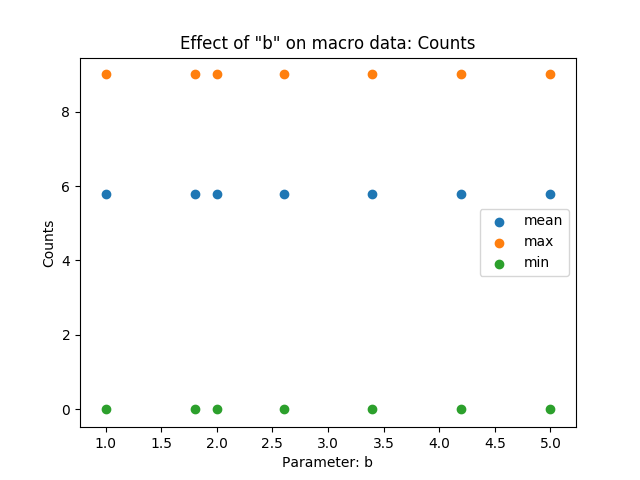 Effect of "b" on macro data: Counts
Counts
8
6
4
2
0
mean
max
min
1.0 1.5 2.0 2.5 3.0 3.5 4.0 4.5 5.0
Parameter: b